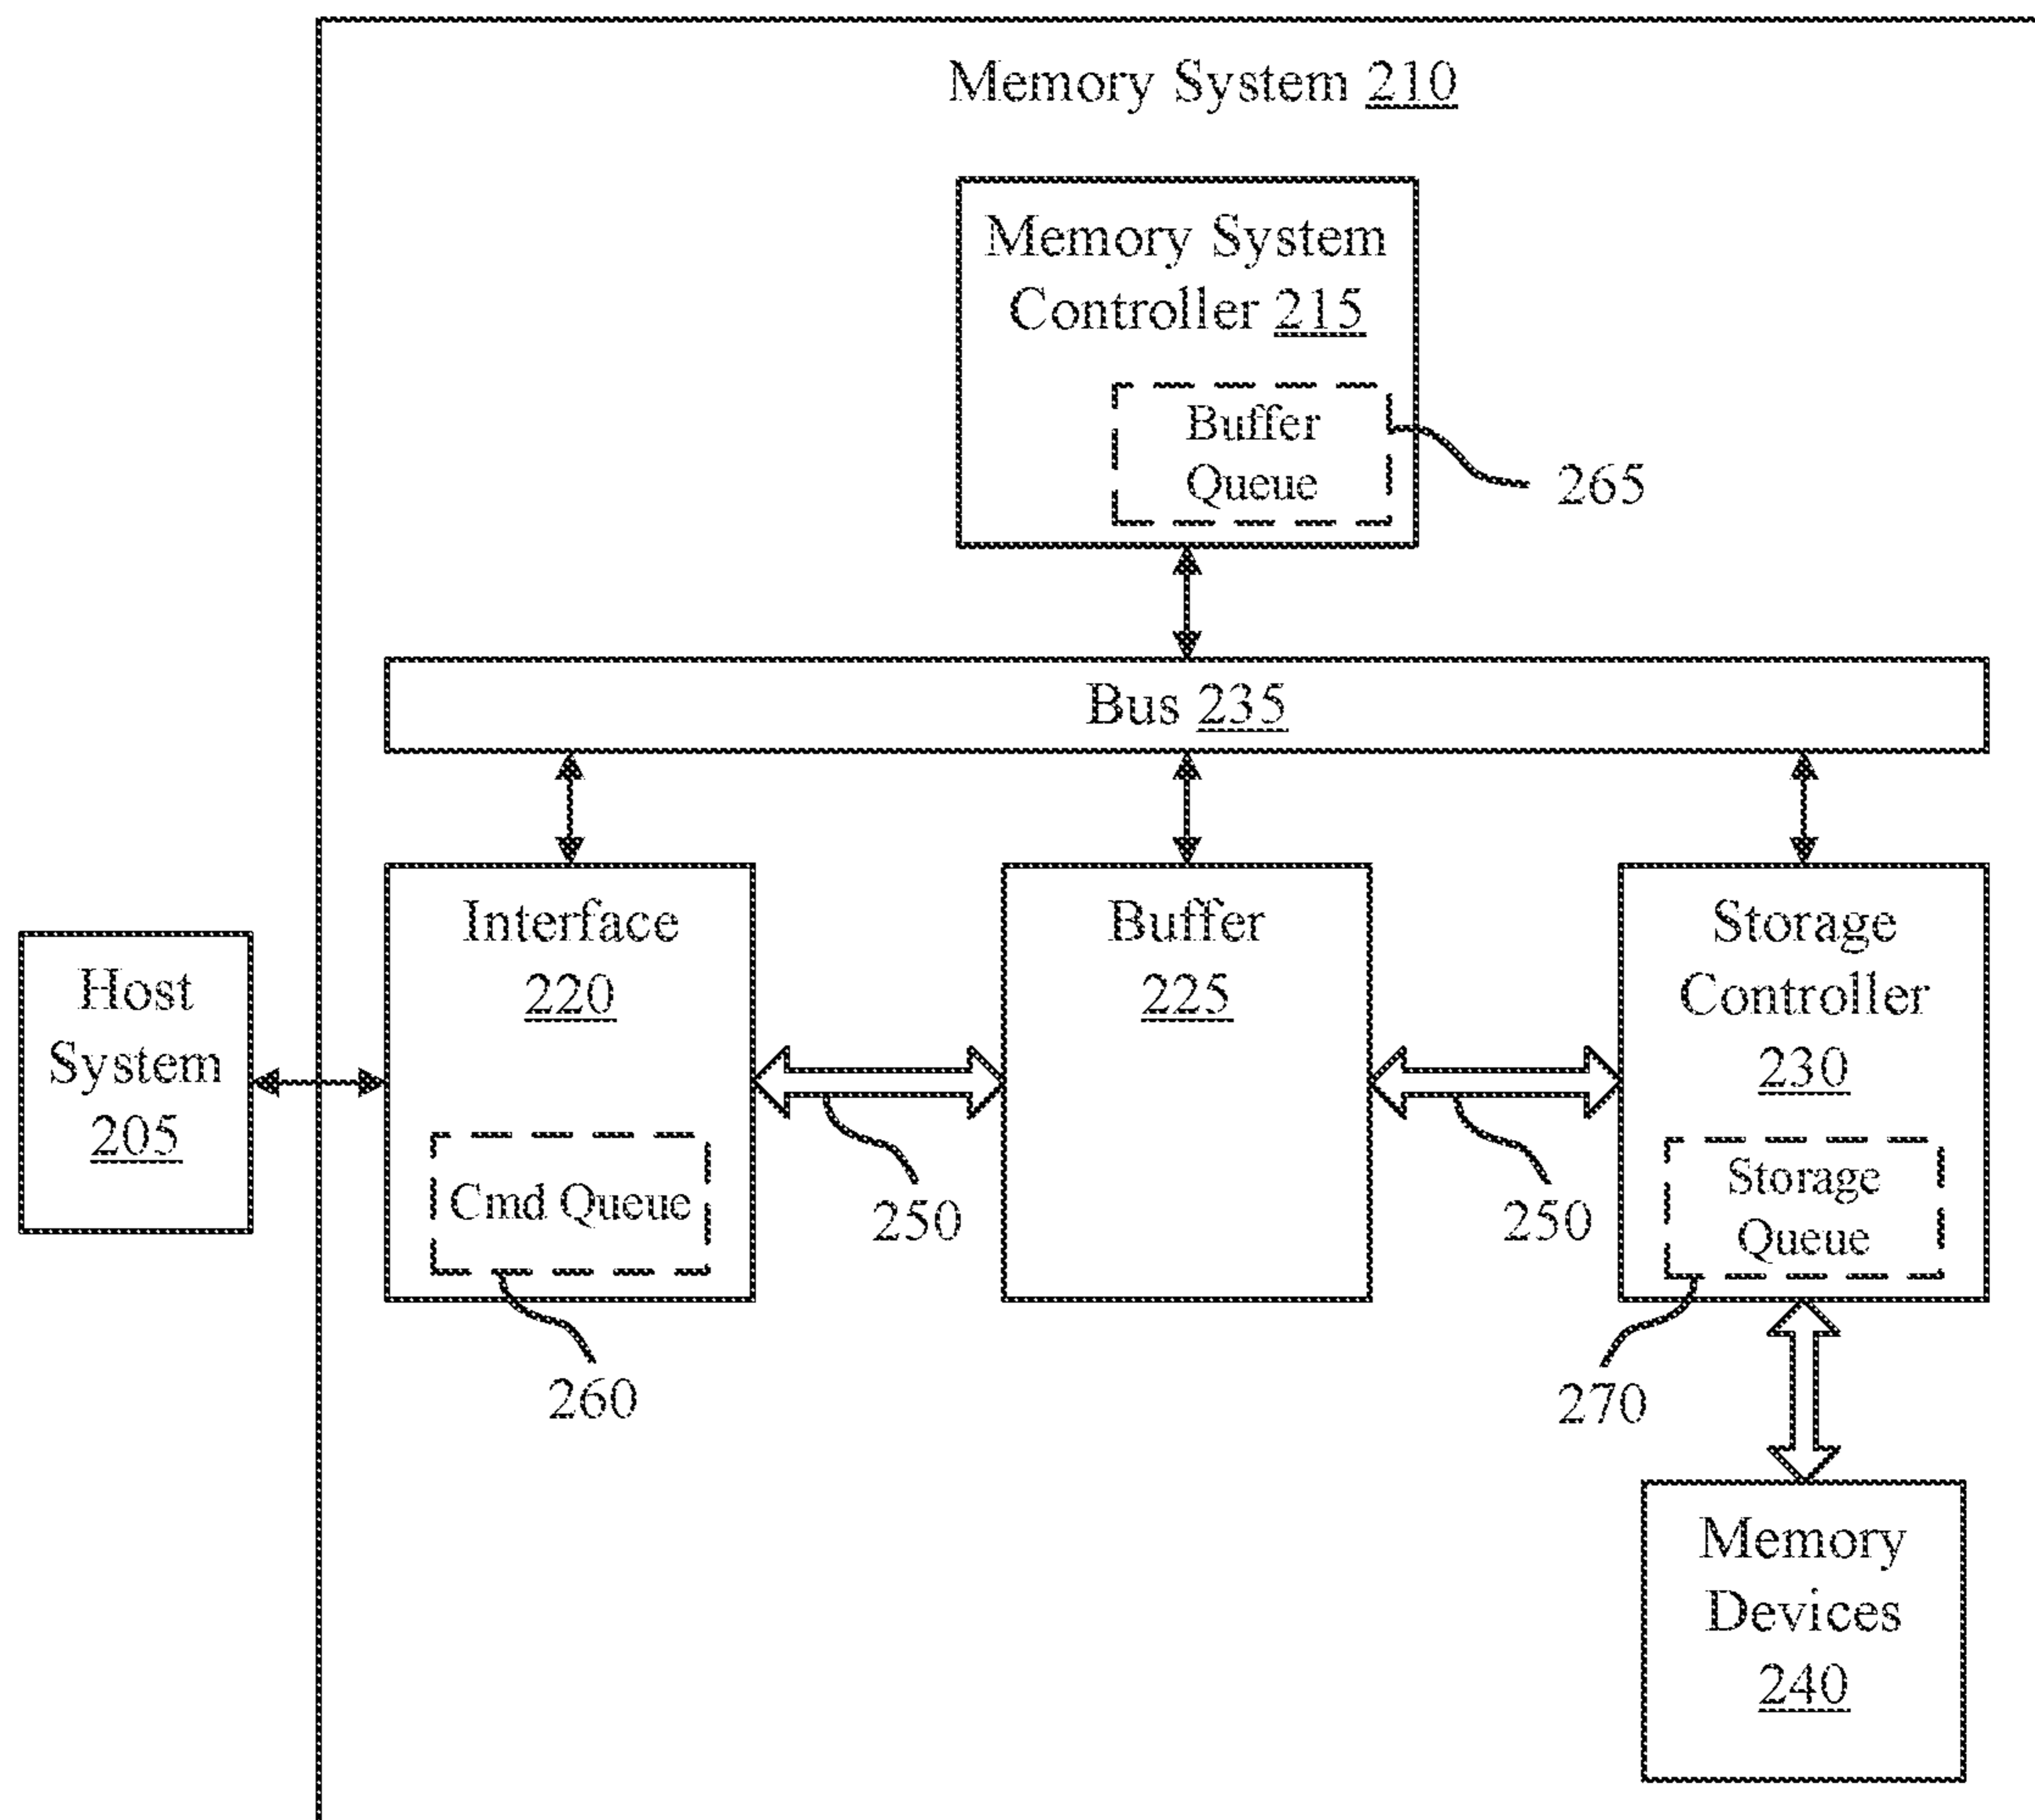 Memory System 210
Memory System
Controller 215
Buffer
Queue
265
Bus 235
Interface
220
Buffer
225
Storage
Controller
230
Host
System
205
Cmd Queue
250
250
Storage
Queue
260
270
Memory
Devices
240